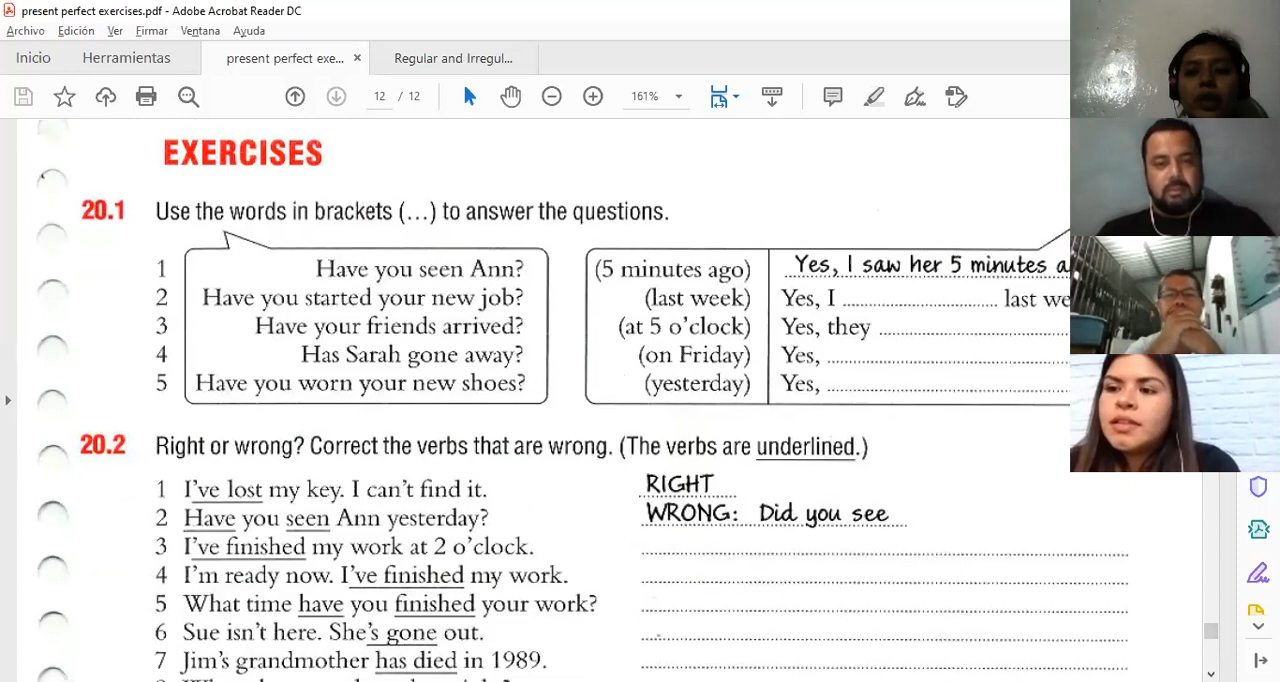 present perfect exercises.pdf - Adobe Acrobat Reader DC
Archivo Edición Ver Firmar Ventana Ayuda
Inicio Herramientas present perfect exe... × Regular and Irregul...
12 / 12 161%
EXERCISES
20.1 Use the words in brackets (...) to answer the questions.
1 Have you seen Ann? (5 minutes ago) Yes, I saw her 5 minutes a
2 Have you started your new job? (last week) Yes, I .................... last we
3 Have your friends arrived? (at 5 o'clock) Yes, they ....................
4 Has Sarah gone away? (on Friday) Yes, ....................
5 Have you worn your new shoes? (yesterday) Yes, ....................
20.2 Right or wrong? Correct the verbs that are wrong. (The verbs are underlined.)
1 I've lost my key. I can't find it. RIGHT
2 Have you seen Ann yesterday? WRONG: Did you see
3 I've finished my work at 2 o'clock. ....................
4 I'm ready now. I've finished my work. ....................
5 What time have you finished your work? ....................
6 Sue isn't here. She's gone out. ....................
7 Jim's grandmother has died in 1989. ....................